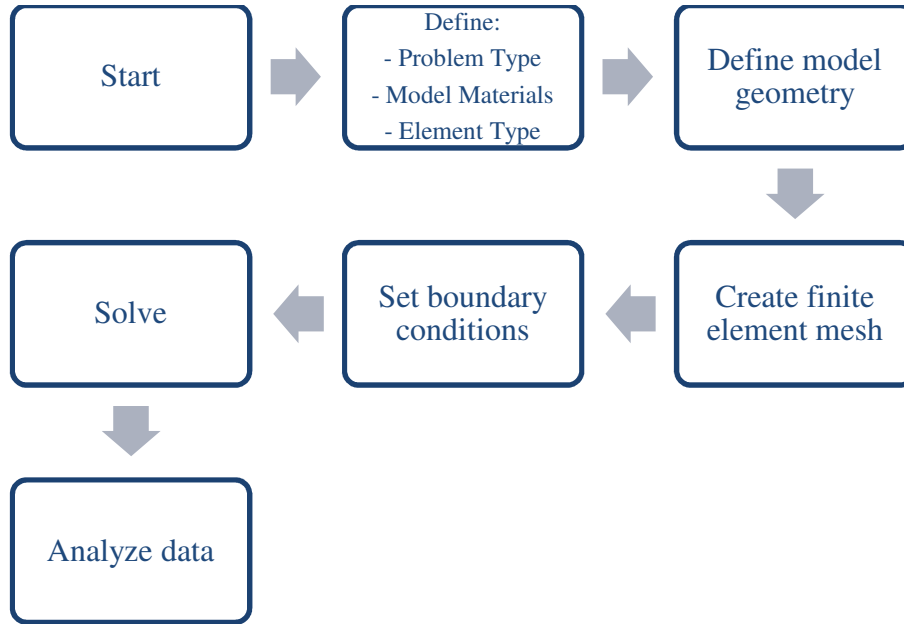 Start
Define:
- Problem Type
- Model Materials
- Element Type
Define model
geometry
Create finite
element mesh
Set boundary
conditions
Solve
Analyze data